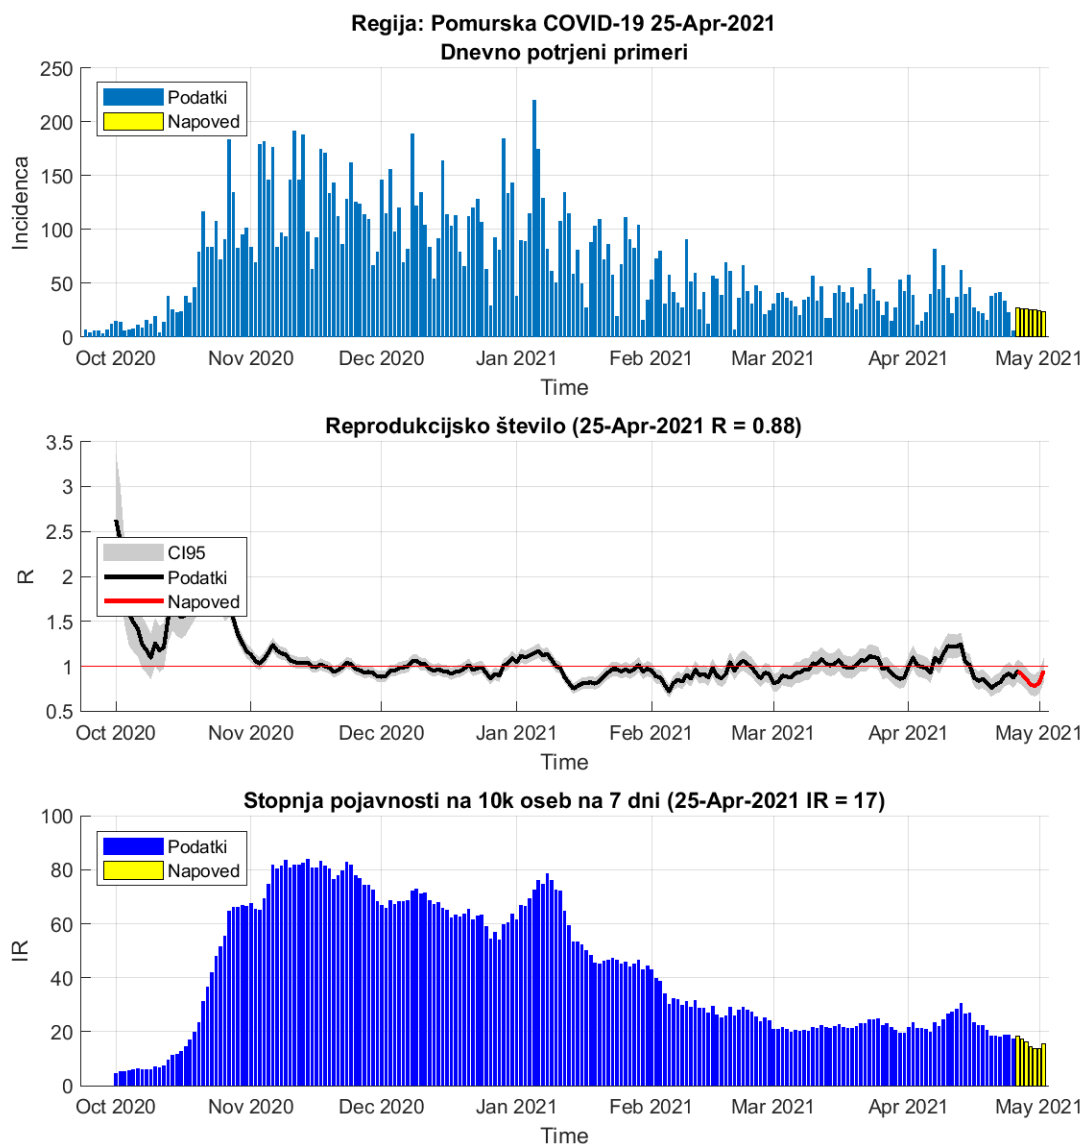 Regija: Pomurska COVID-19 25-Apr-2021
Dnevno potrjeni primeri
250
200
150
100
50
0
Incidenca
Podatki
Napoved
Oct 2020 Nov 2020 Dec 2020 Jan 2021 Feb 2021 Mar 2021 Apr 2021 May 2021
Time
Reprodukcijsko število (25-Apr-2021 R = 0.88)
3.5
3
2.5
2
1.5
1
0.5
R
CI95
Podatki
Napoved
Oct 2020 Nov 2020 Dec 2020 Jan 2021 Feb 2021 Mar 2021 Apr 2021 May 2021
Time
Stopnja pojavnosti na 10k oseb na 7 dni (25-Apr-2021 IR = 17)
100
80
60
40
20
0
IR
Podatki
Napoved
Oct 2020 Nov 2020 Dec 2020 Jan 2021 Feb 2021 Mar 2021 Apr 2021 May 2021
Time